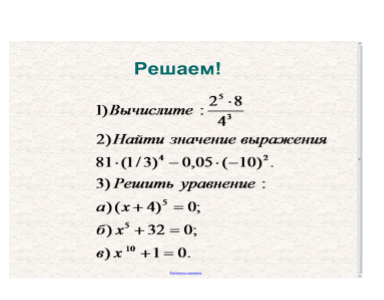 Решаем!
1) Вычислите : 2⁵ · 8 / 4³
2) Найти значение выражения
81 · (1/3)⁴ − 0,05 · (−10)².
3) Решить уравнение :
а) (x + 4)⁵ = 0;
б) x⁵ + 32 = 0;
в) x¹⁰ + 1 = 0.